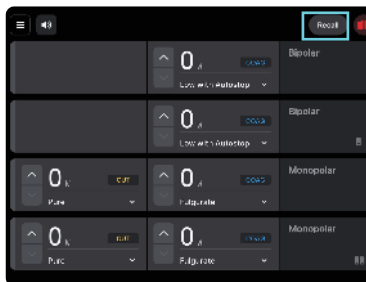 Recall
0 COAG Bipolar
Low with Autostop
0 COAG Bipolar
Low with Autostop
0 CUT 0 COAG Monopolar
Pure Fulgurate
0 CUT 0 COAG Monopolar
Pure Fulgurate